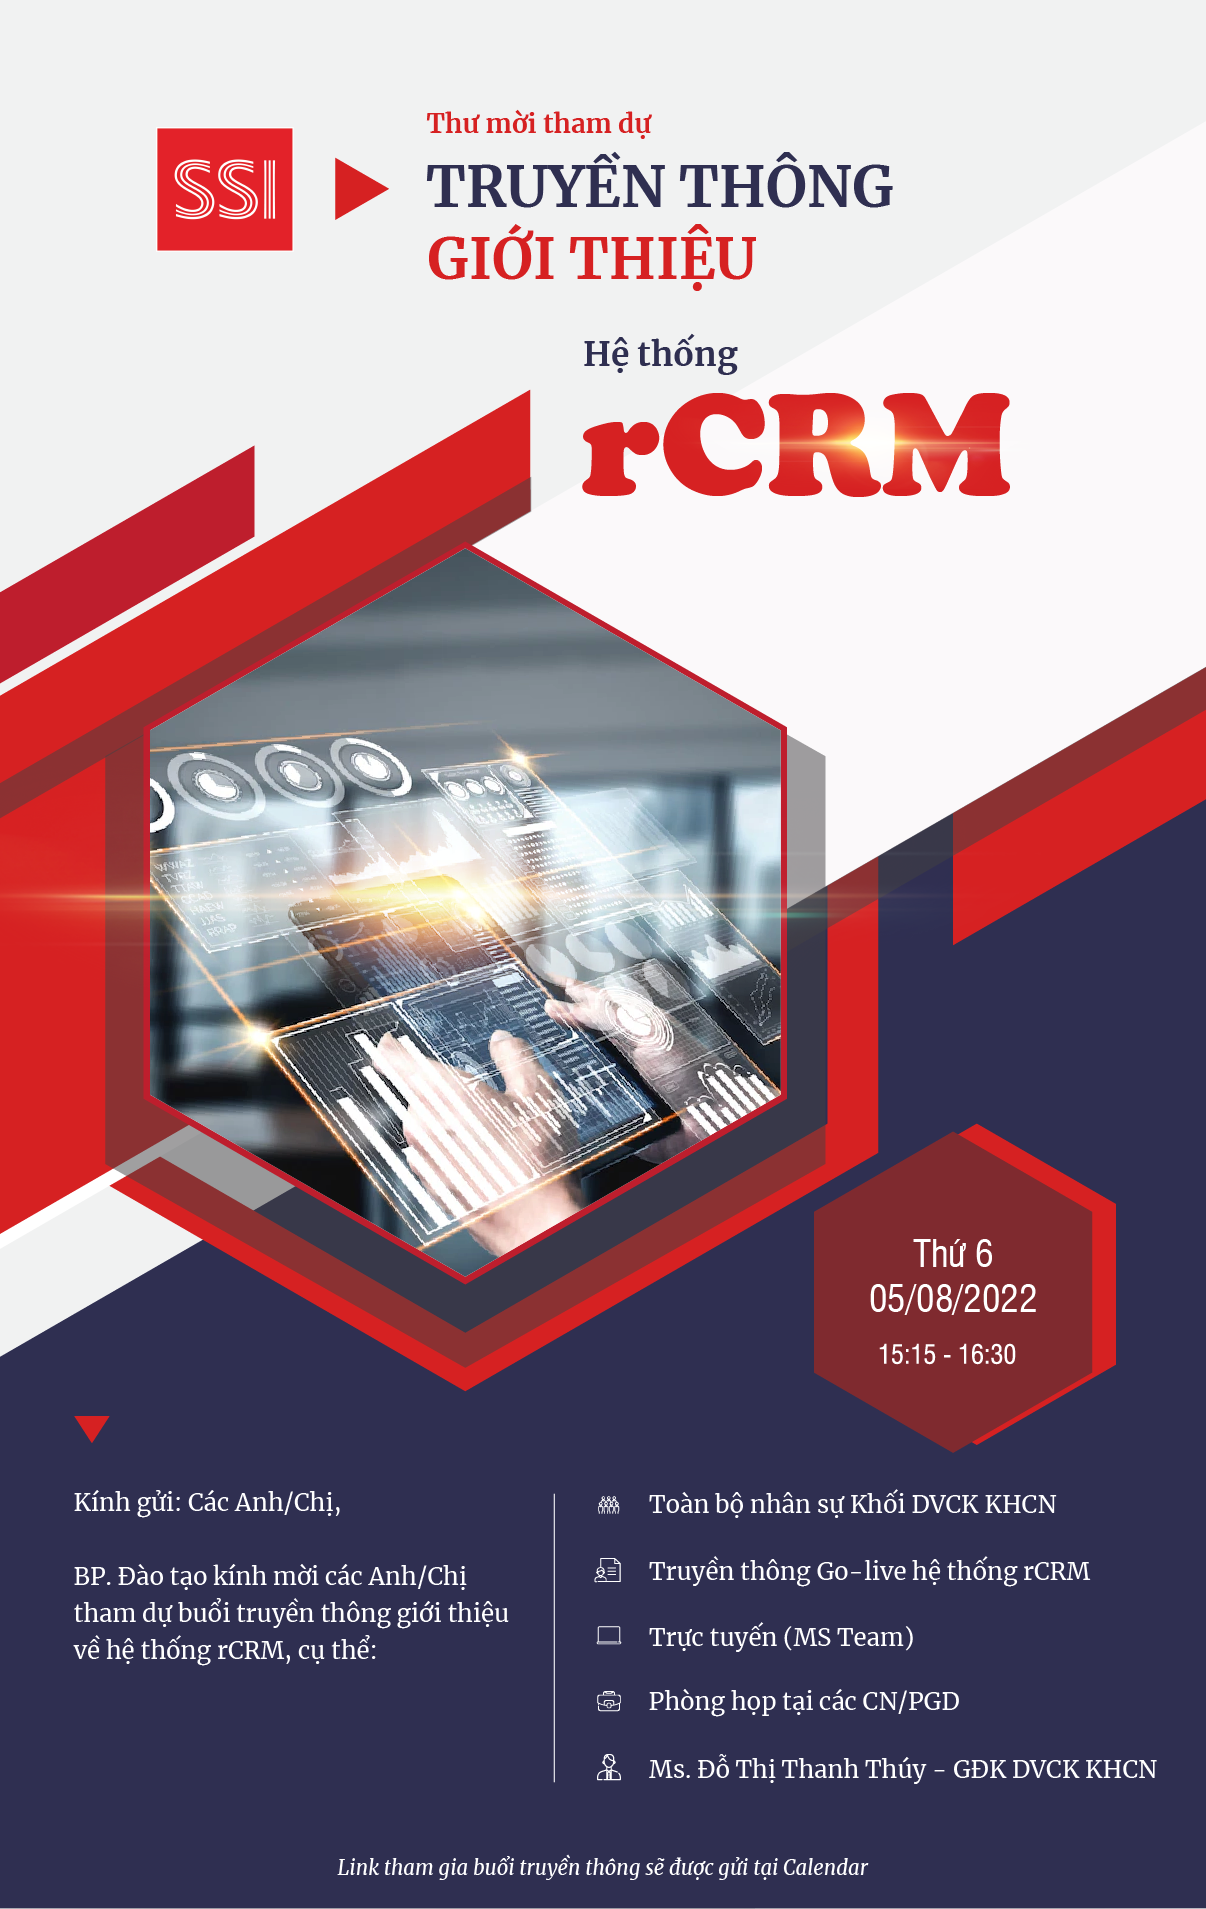 SSI
Thư mời tham dự
TRUYỀN THÔNG
GIỚI THIỆU
Hệ thống
rCRM
Thứ 6
05/08/2022
15:15 - 16:30
Kính gửi: Các Anh/Chị,
BP. Đào tạo kính mời các Anh/Chị
tham dự buổi truyền thông giới thiệu
về hệ thống rCRM, cụ thể:
Toàn bộ nhân sự Khối DVCK KHCN
Truyền thông Go-live hệ thống rCRM
Trực tuyến (MS Team)
Phòng họp tại các CN/PGD
Ms. Đỗ Thị Thanh Thúy - GĐK DVCK KHCN
Link tham gia buổi truyền thông sẽ được gửi tại Calendar